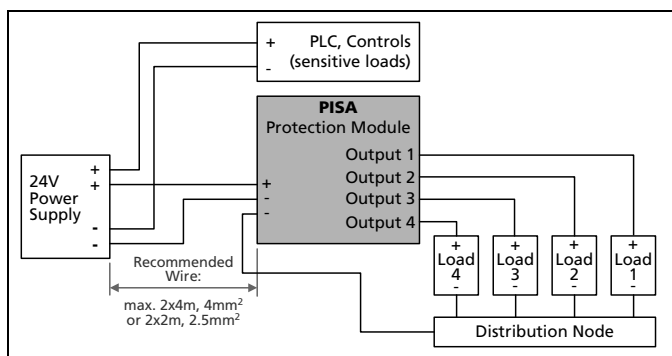 + PLC, Controls
- (sensitive loads)
PISA
Protection Module
Output 1
Output 2
Output 3
Output 4
+
-
-
24V
Power
Supply
+
+
-
-
Recommended
Wire:
max. 2x4m, 4mm²
or 2x2m, 2.5mm²
+ + + +
Load Load Load Load
4 3 2 1
- - - -
Distribution Node